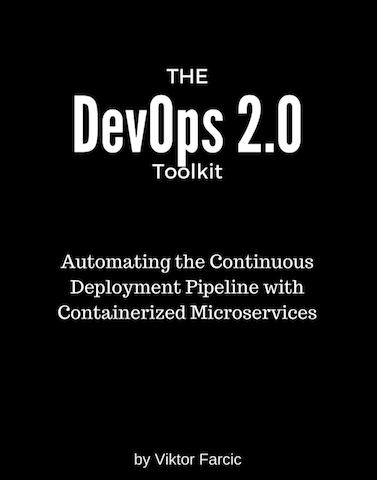 THE
DevOps 2.0
Toolkit
Automating the Continuous
Deployment Pipeline with
Containerized Microservices
by Viktor Farcic